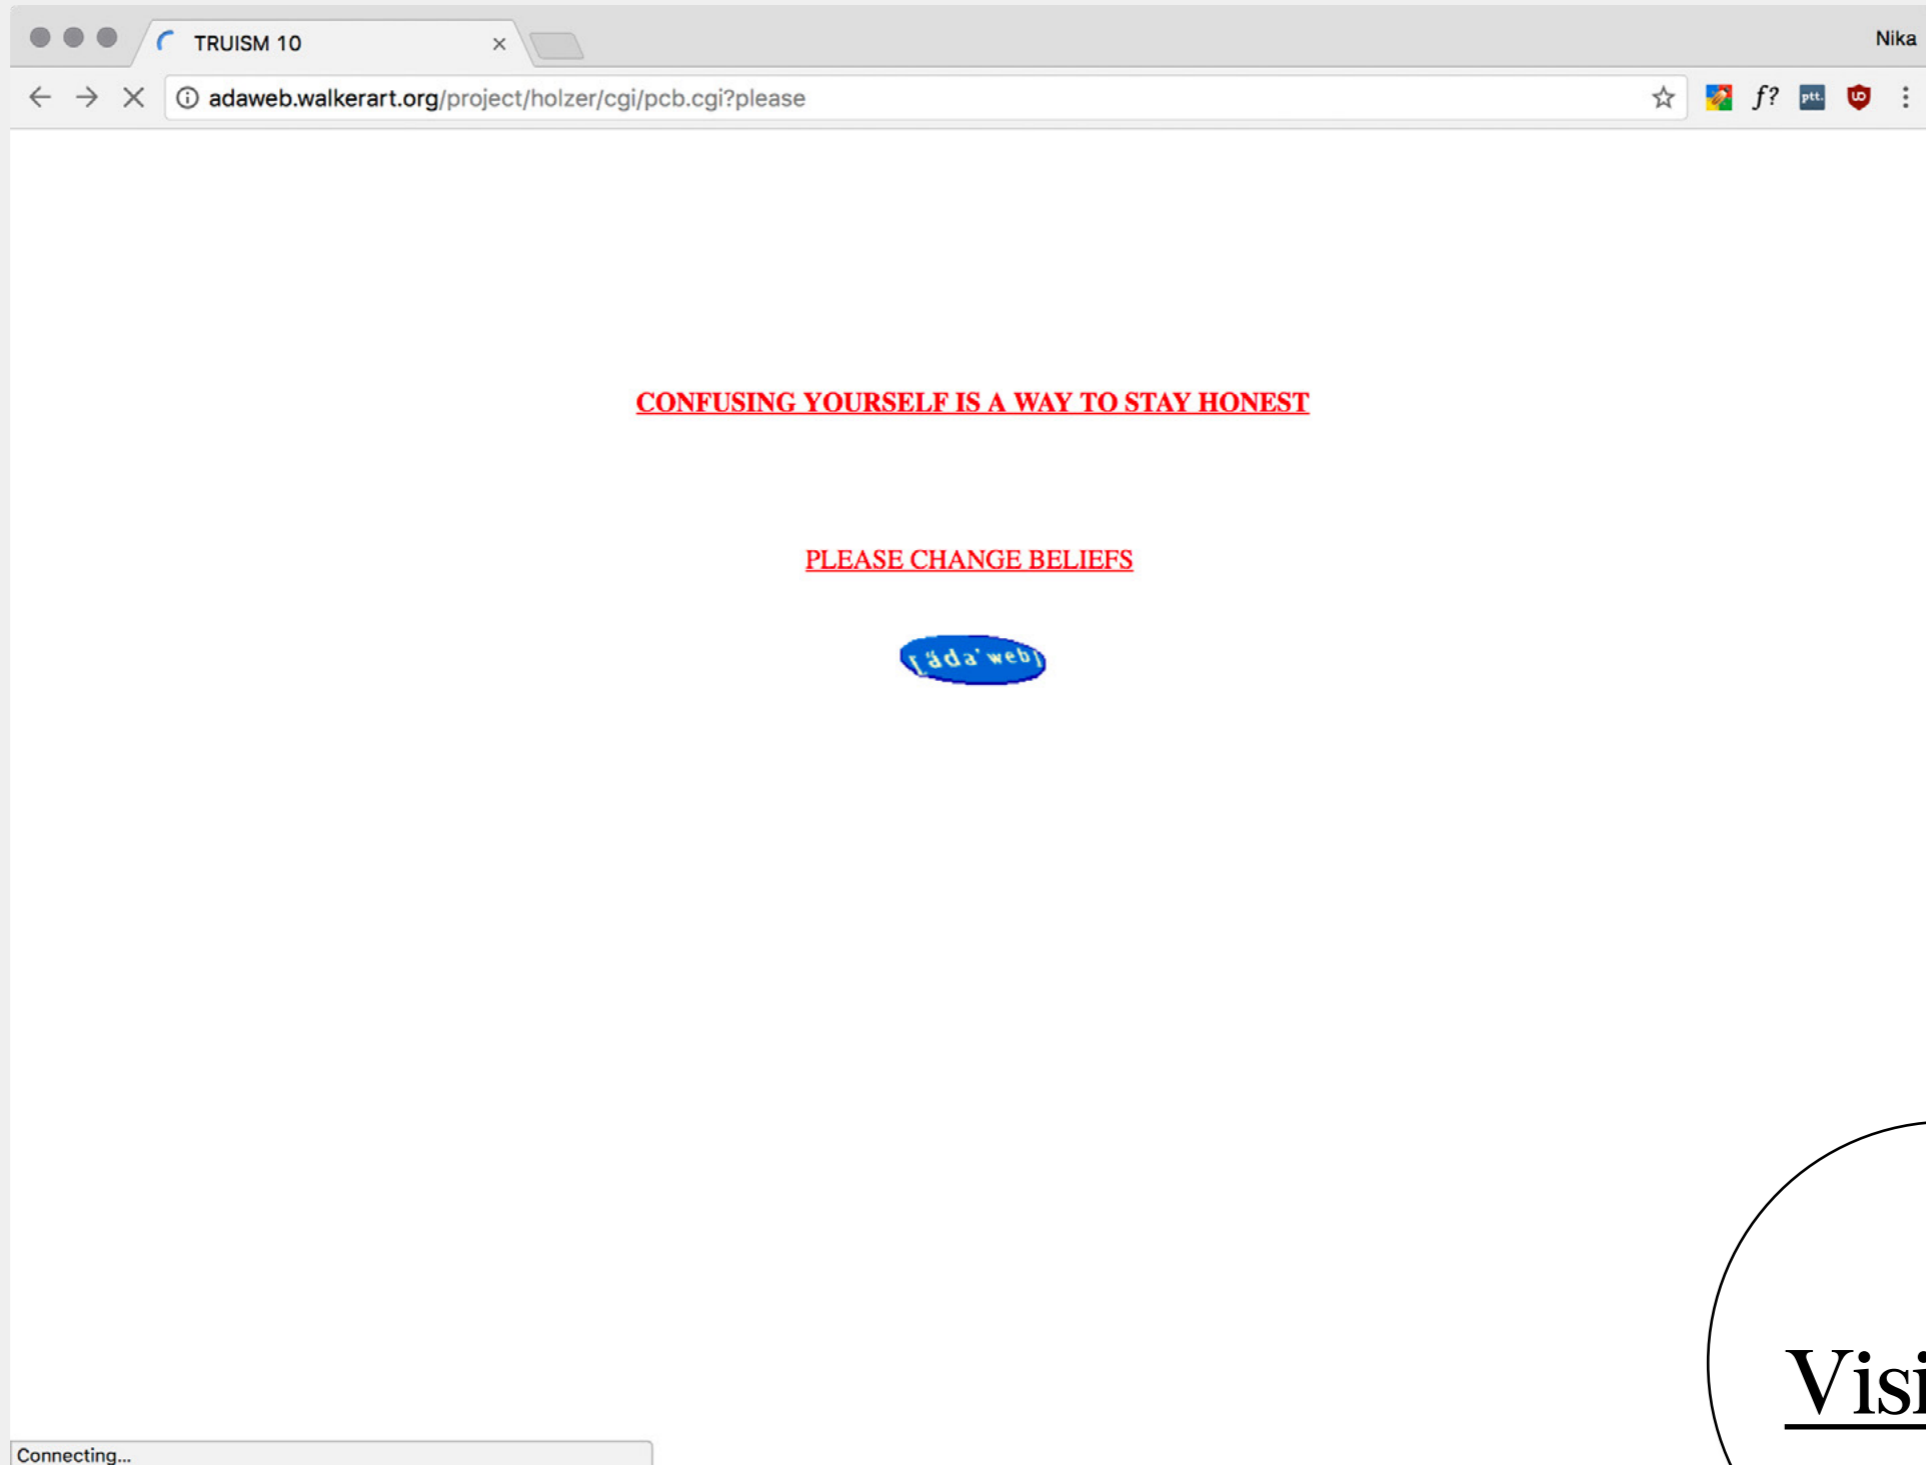 TRUISM 10
Nika
adaweb.walkerart.org/project/holzer/cgi/pcb.cgi?please
f? ptt.
CONFUSING YOURSELF IS A WAY TO STAY HONEST
PLEASE CHANGE BELIEFS
[äda'web]
Visi
Connecting...